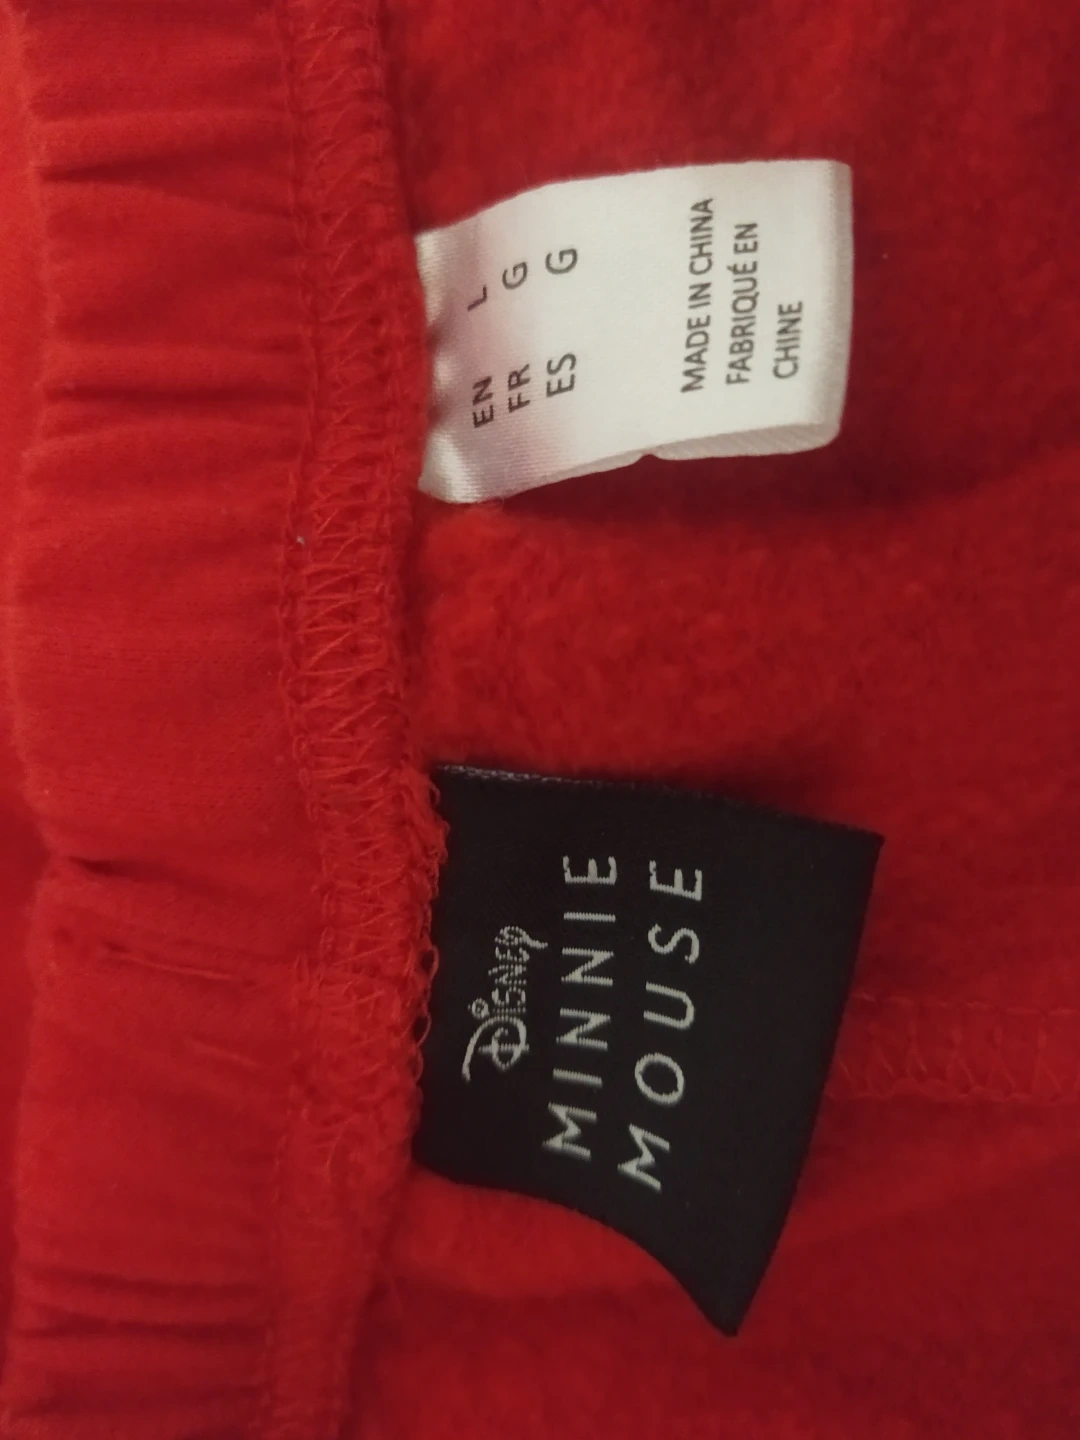 EN L
FR G
ES G
MADE IN CHINA
FABRIQUÉ EN
CHINE
Disney
MINNIE
MOUSE